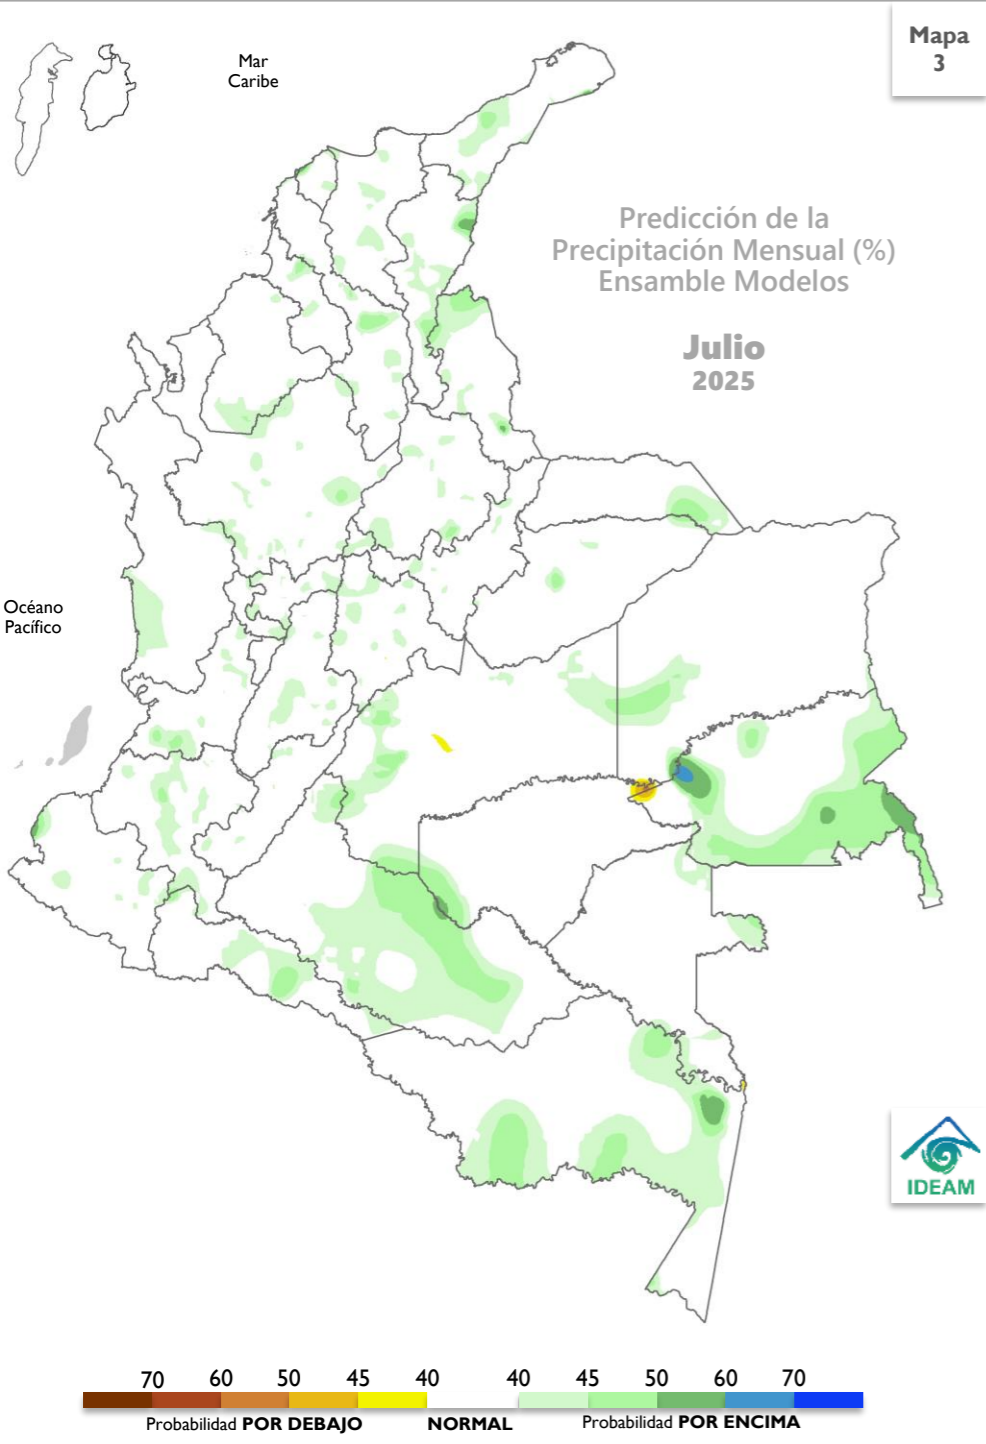 Mapa
3
Mar
Caribe
Predicción de la
Precipitación Mensual (%)
Ensamble Modelos
Julio
2025
Océano
Pacífico
IDEAM
70 60 50 45 40 40 45 50 60 70
Probabilidad POR DEBAJO NORMAL Probabilidad POR ENCIMA